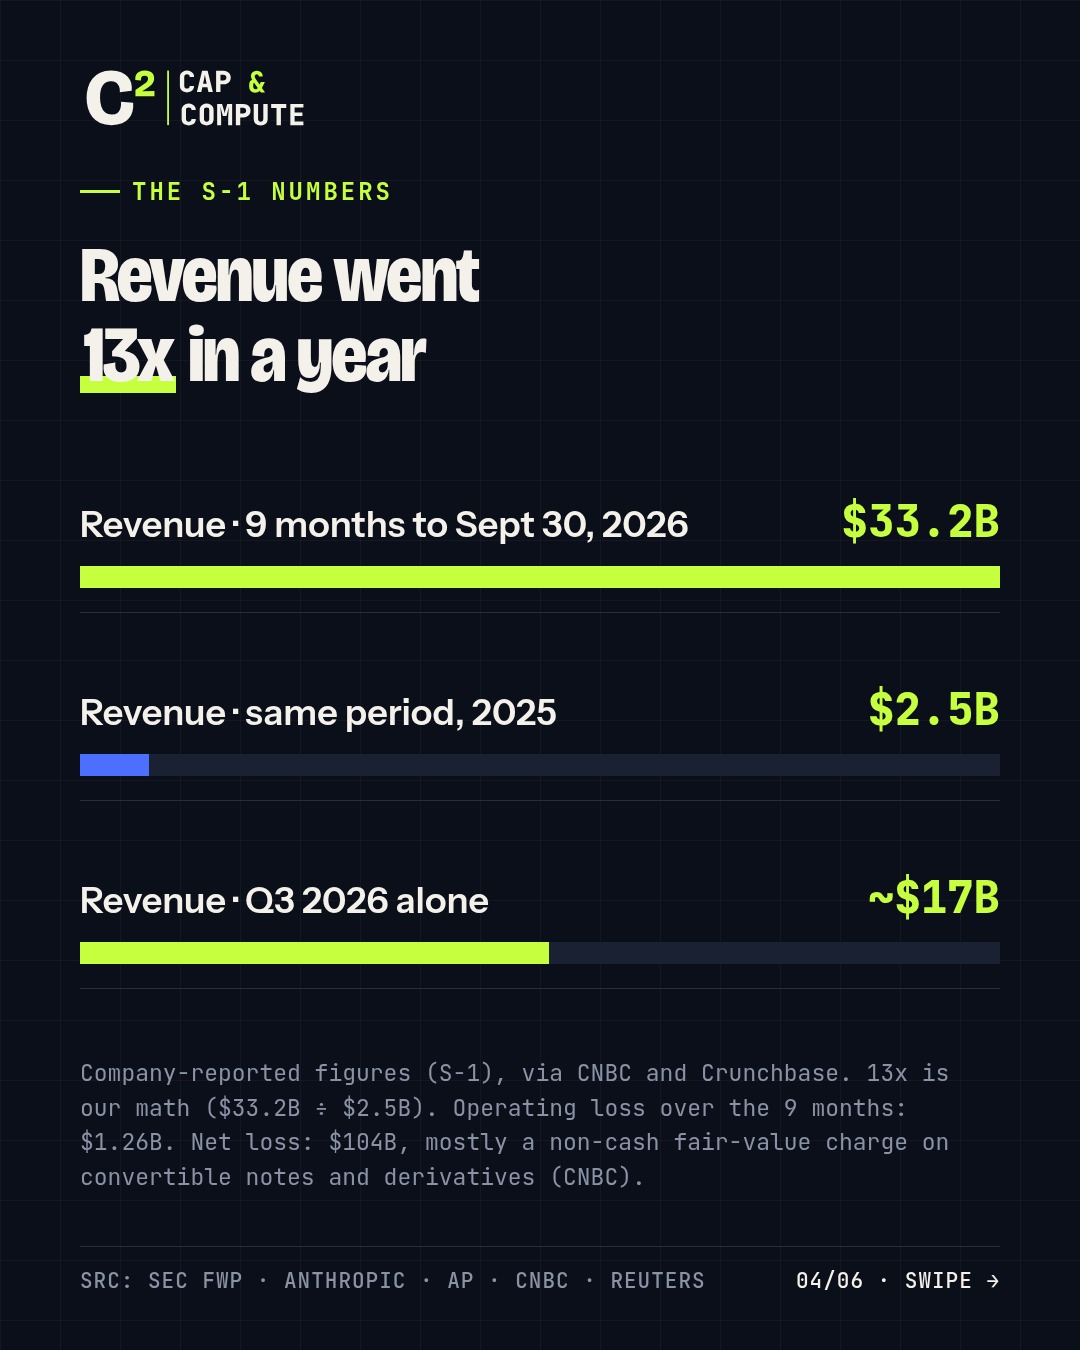 C² CAP &
COMPUTE
THE S-1 NUMBERS
Revenue went
13x in a year
Revenue · 9 months to Sept 30, 2026 $33.2B
Revenue · same period, 2025 $2.5B
Revenue · Q3 2026 alone ~$17B
Company-reported figures (S-1), via CNBC and Crunchbase. 13x is
our math ($33.2B ÷ $2.5B). Operating loss over the 9 months:
$1.26B. Net loss: $104B, mostly a non-cash fair-value charge on
convertible notes and derivatives (CNBC).
SRC: SEC FWP · ANTHROPIC · AP · CNBC · REUTERS 04/06 · SWIPE →